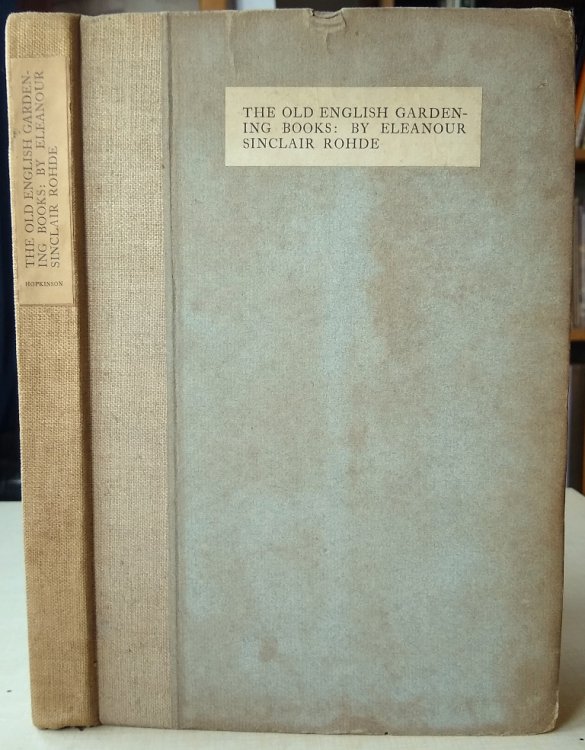 THE OLD ENGLISH GARDEN-
ING BOOKS: BY ELEANOUR
SINCLAIR ROHDE
HOPKINSON
THE OLD ENGLISH GARDEN-
ING BOOKS: BY ELEANOUR
SINCLAIR ROHDE